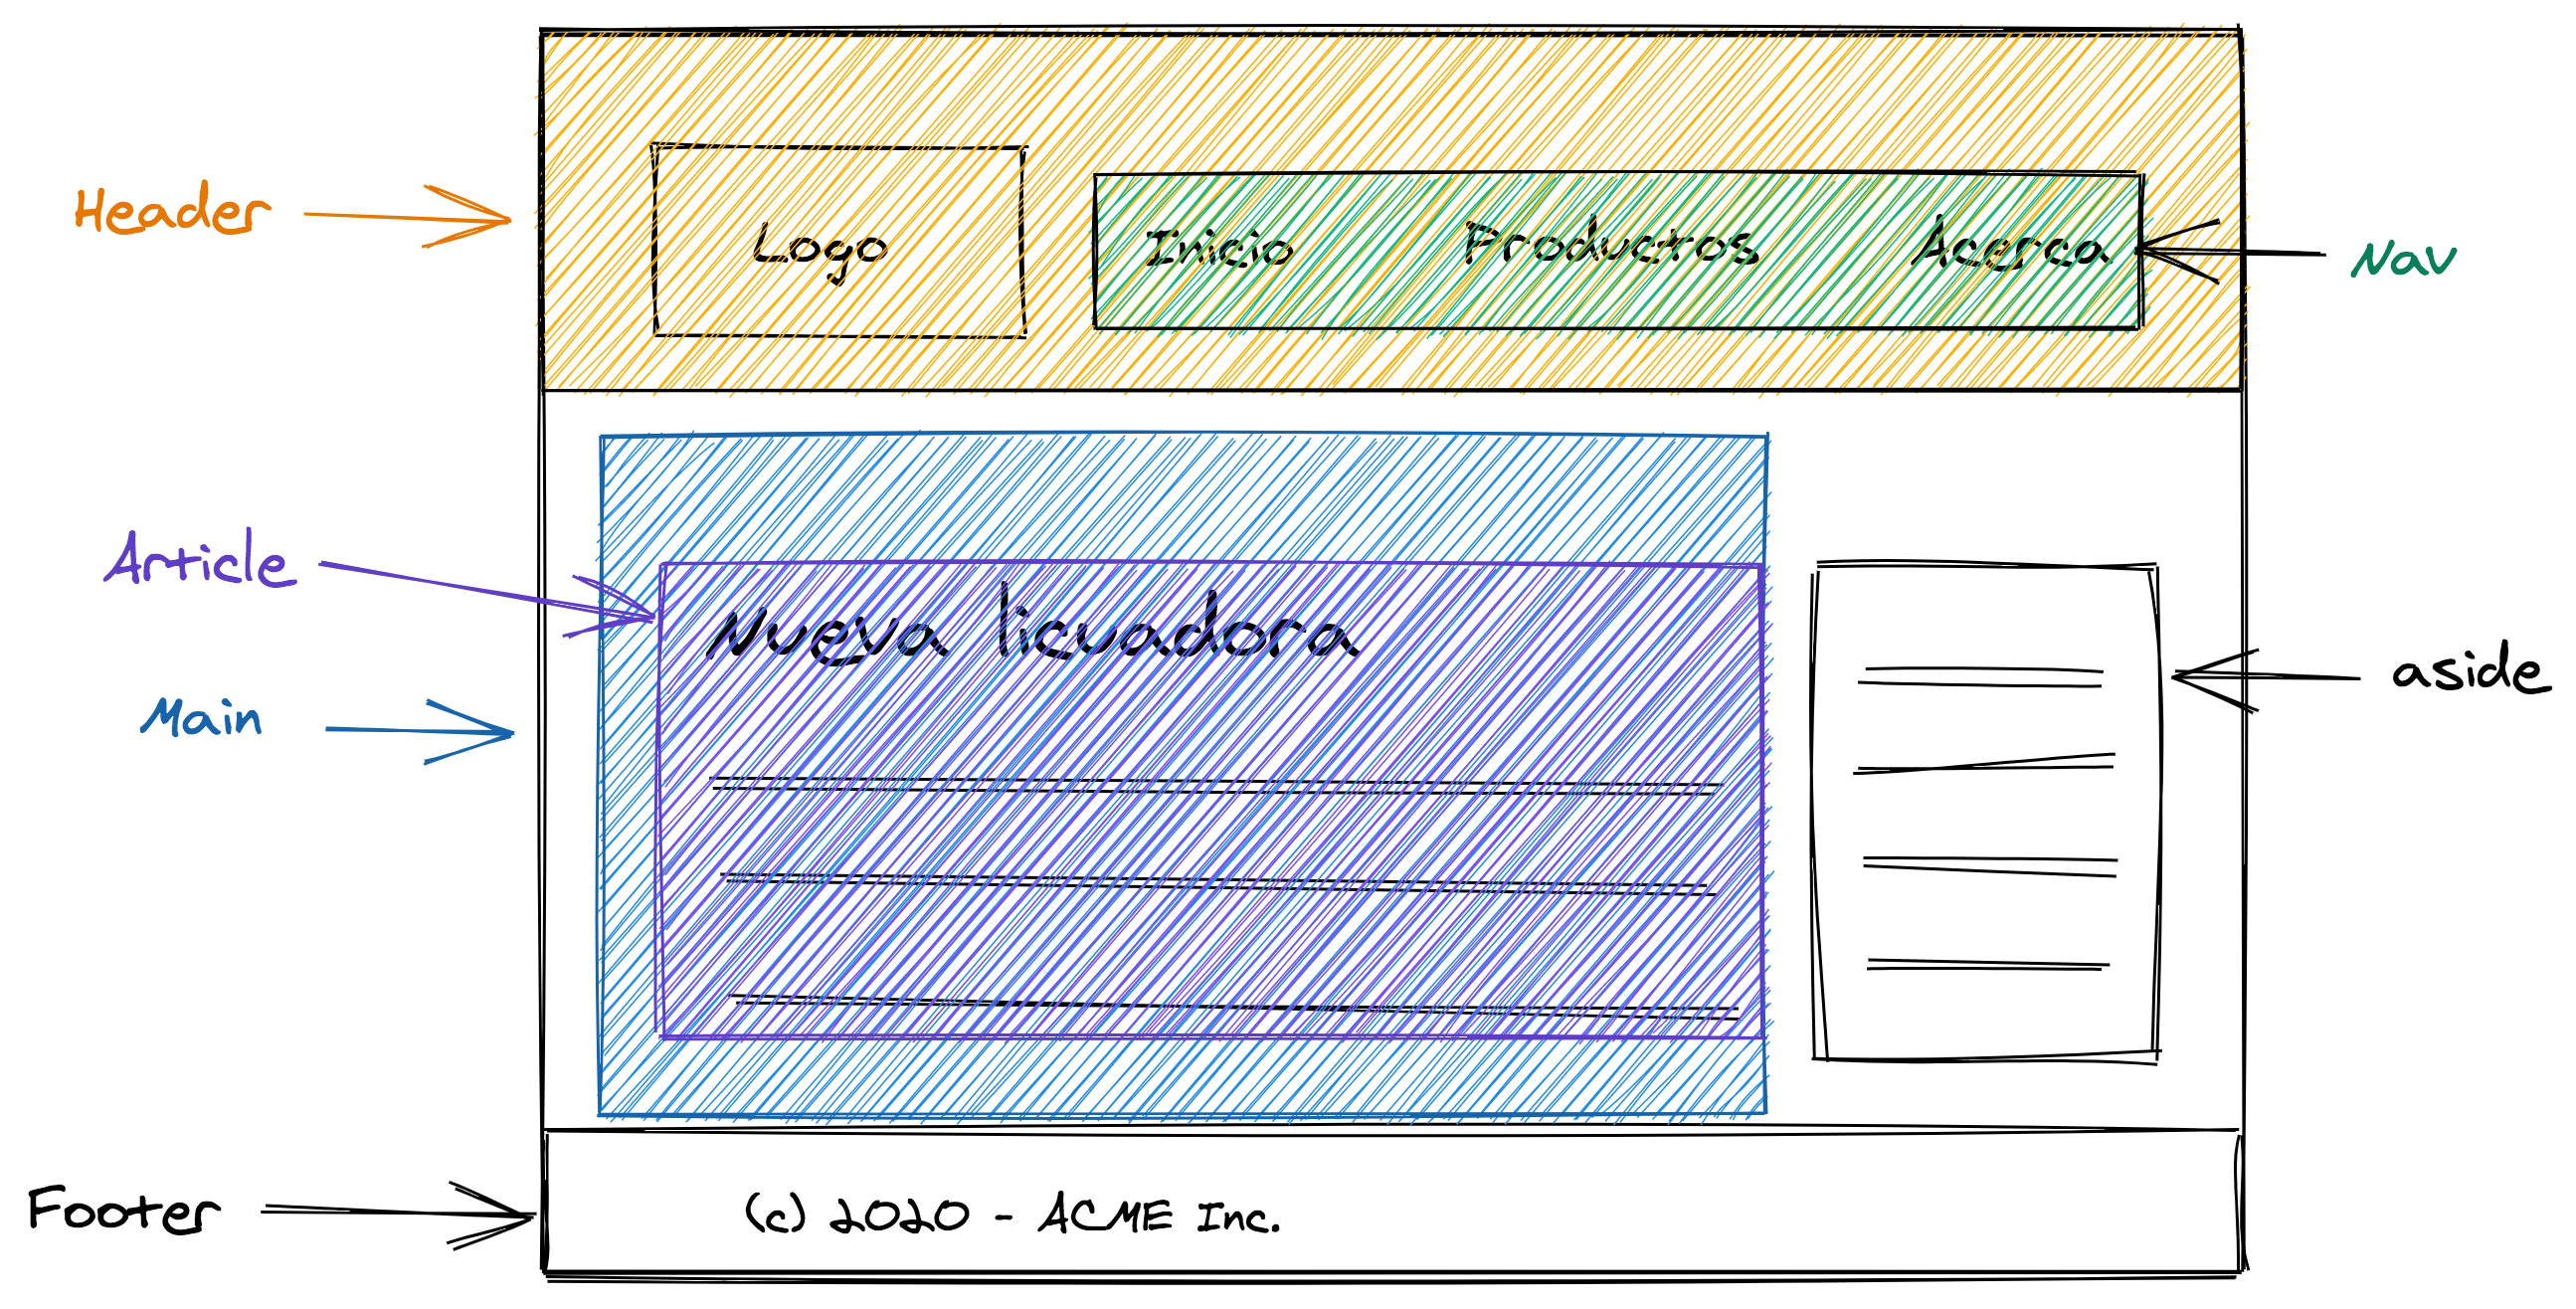 Header
Logo
Inicio Productos Acerca
Nav
Article
Nueva licuadora
Main
aside
Footer
(c) 2020 - ACME Inc.